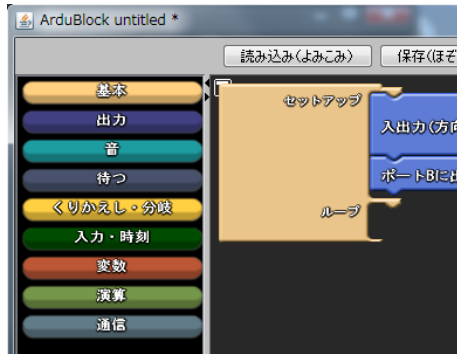 ArduBlock untitled *
読み込み(よみこみ)
保存(ほぞ
基本
出力
音
待つ
くりかえし・分岐
入力・時刻
変数
演算
通信
セットアップ
入出力(方向
ポートBに出
ループ